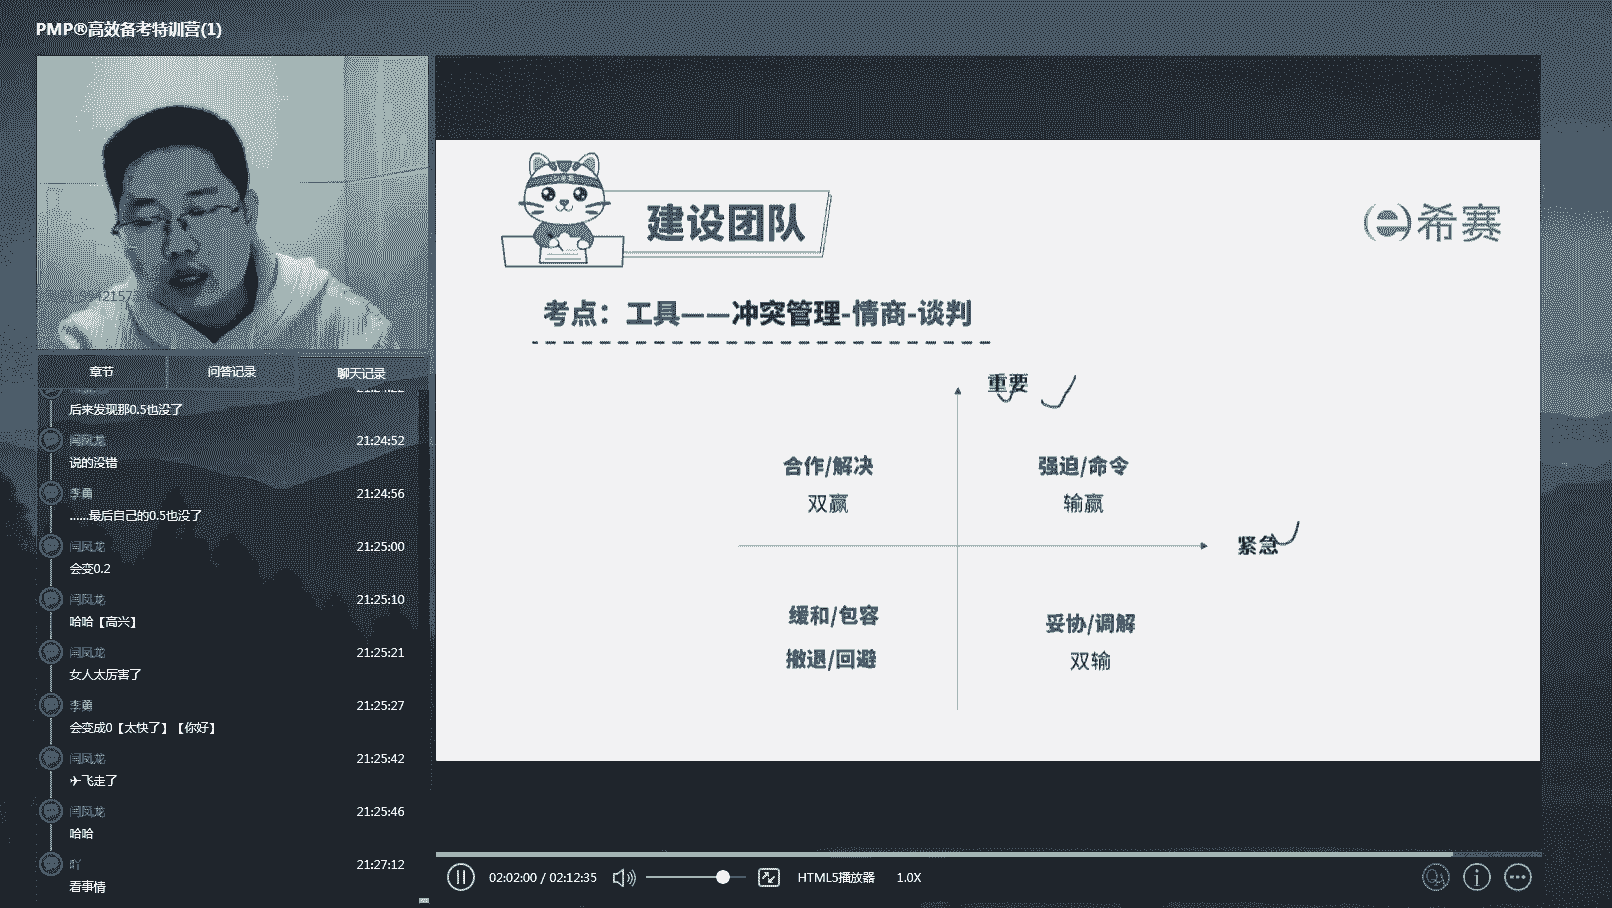 PMP®高效备考特训营(1)
章节
问答记录
聊天记录
后来发现那0.5也没了
闫凤龙
21:24:52
说的没错
李勇
21:24:56
......最后自己的0.5也没了
闫凤龙
21:25:00
会变0.2
闫凤龙
21:25:10
哈哈【高兴】
闫凤龙
21:25:21
女人太厉害了
李勇
21:25:27
会变成0【太快了】【你好】
闫凤龙
21:25:42
✈飞走了
闫凤龙
21:25:46
哈哈
吖
21:27:12
看事情
建设团队
希赛
考点：工具——冲突管理-情商-谈判
重要
合作/解决
双赢
强迫/命令
输赢
紧急
缓和/包容
撤退/回避
妥协/调解
双输
02:02:00 / 02:12:35
HTML5播放器
1.0X